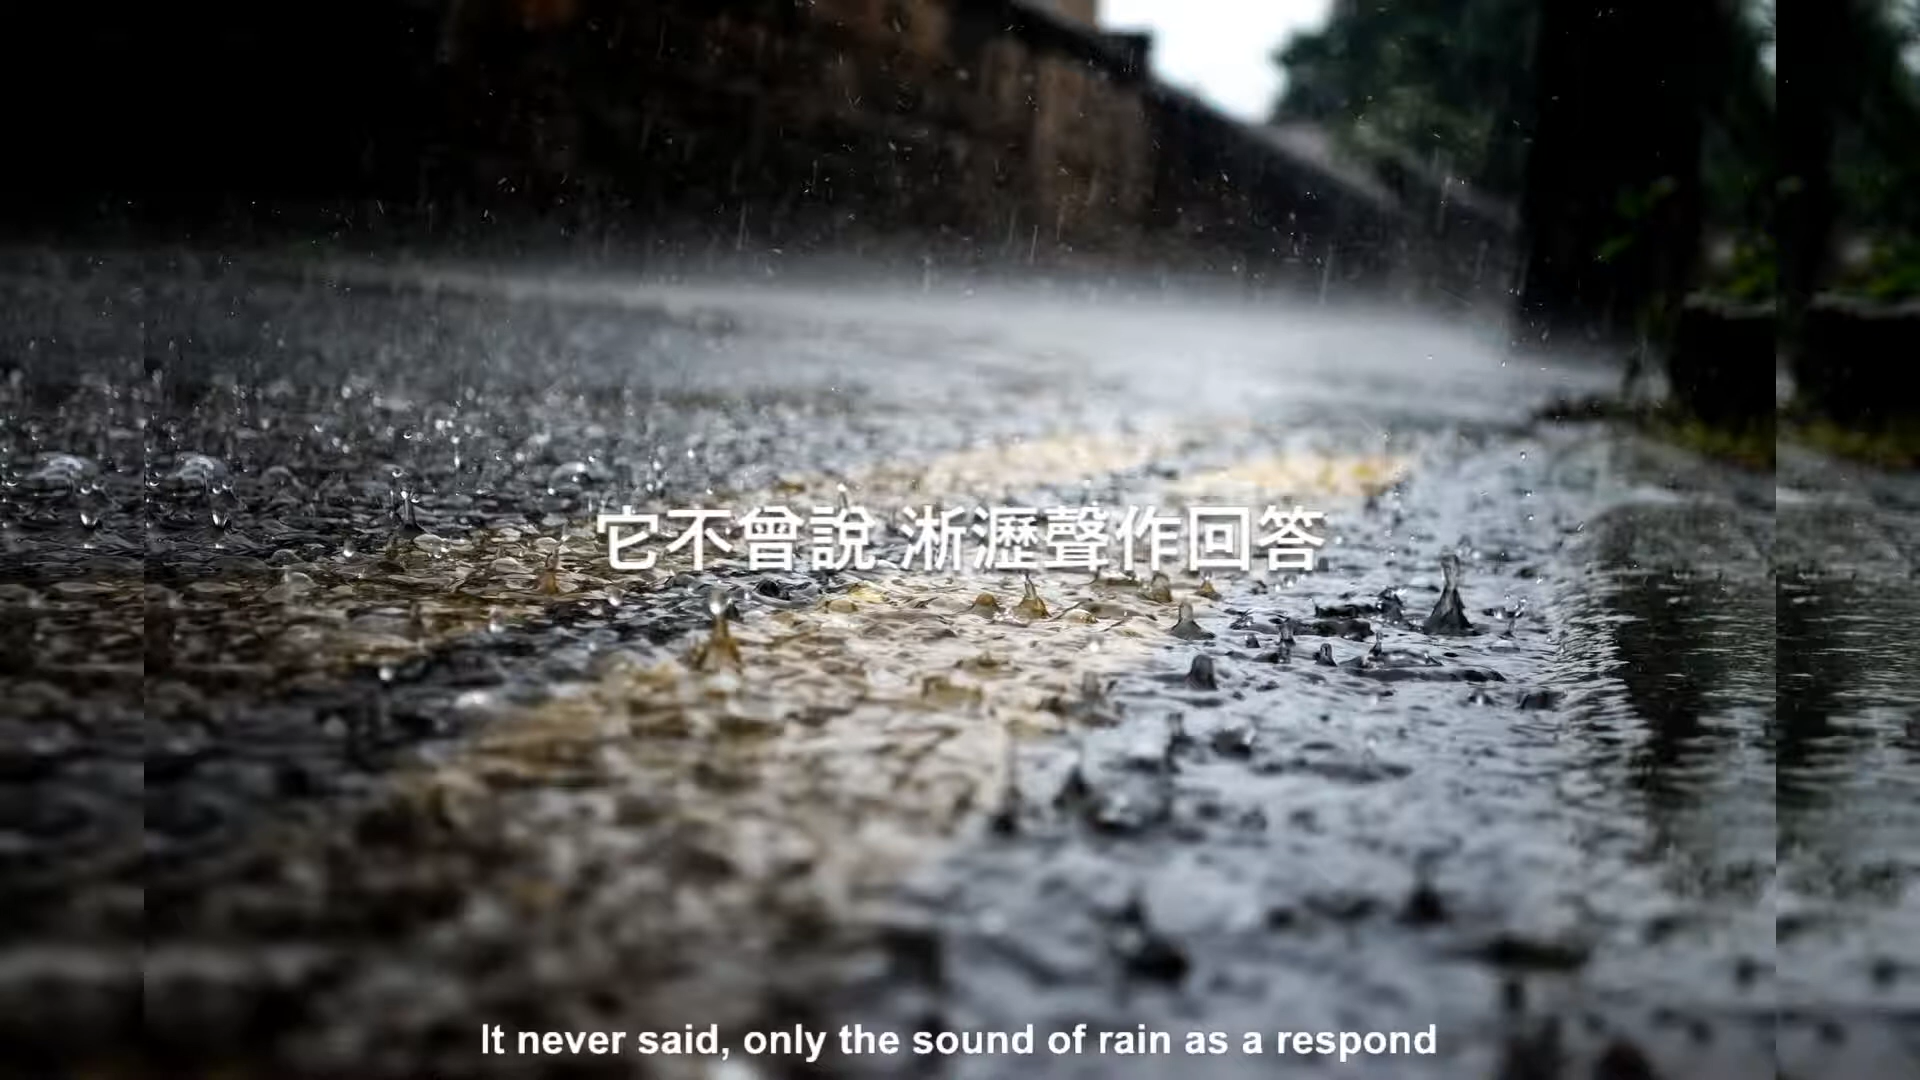 它不曾說 淅瀝聲作回答
It never said, only the sound of rain as a respond